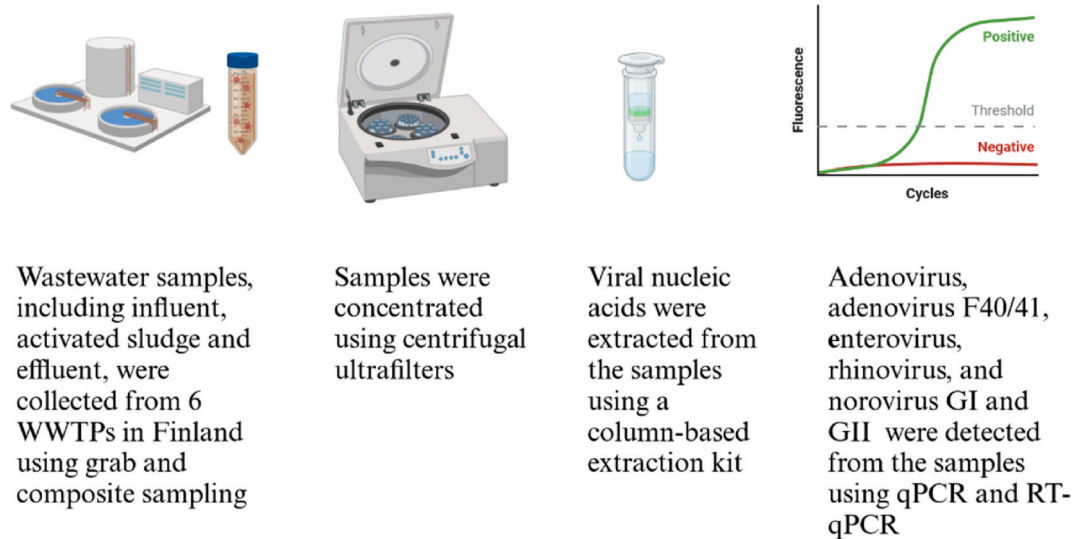 Fluorescence
Positive
Threshold
Negative
Cycles
Wastewater samples,
including influent,
activated sludge and
effluent, were
collected from 6
WWTPs in Finland
using grab and
composite sampling
Samples were
concentrated
using centrifugal
ultrafilters
Viral nucleic
acids were
extracted from
the samples
using a
column-based
extraction kit
Adenovirus,
adenovirus F40/41,
enterovirus,
rhinovirus, and
norovirus GI and
GII were detected
from the samples
using qPCR and RT-
qPCR